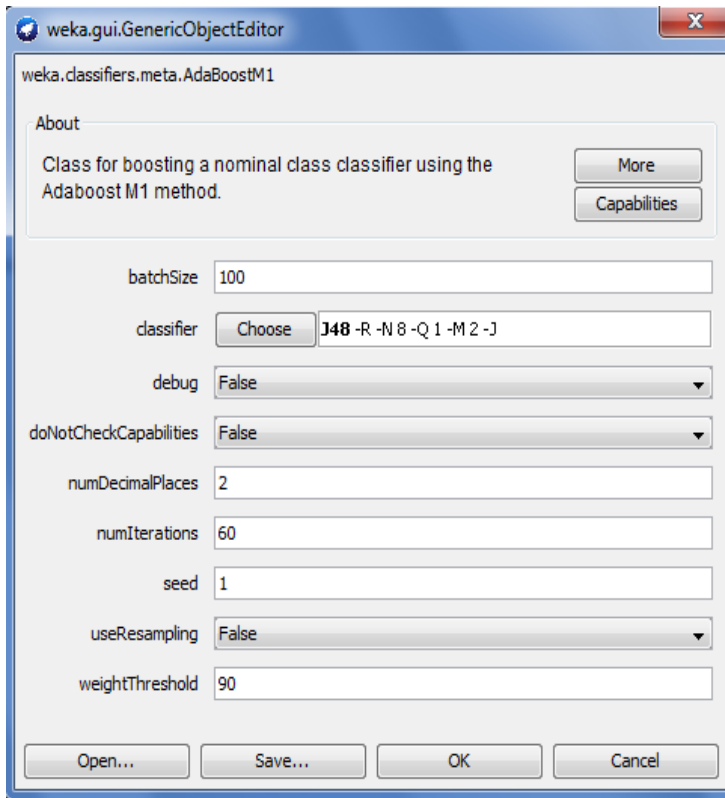 weka.gui.GenericObjectEditor
X
weka.classifiers.meta.AdaBoostM1
About
Class for boosting a nominal class classifier using the
Adaboost M1 method.
More
Capabilities
batchSize 100
classifier Choose J48 -R -N 8 -Q 1 -M 2 -J
debug False
doNotCheckCapabilities False
numDecimalPlaces 2
numIterations 60
seed 1
useResampling False
weightThreshold 90
Open... Save... OK Cancel